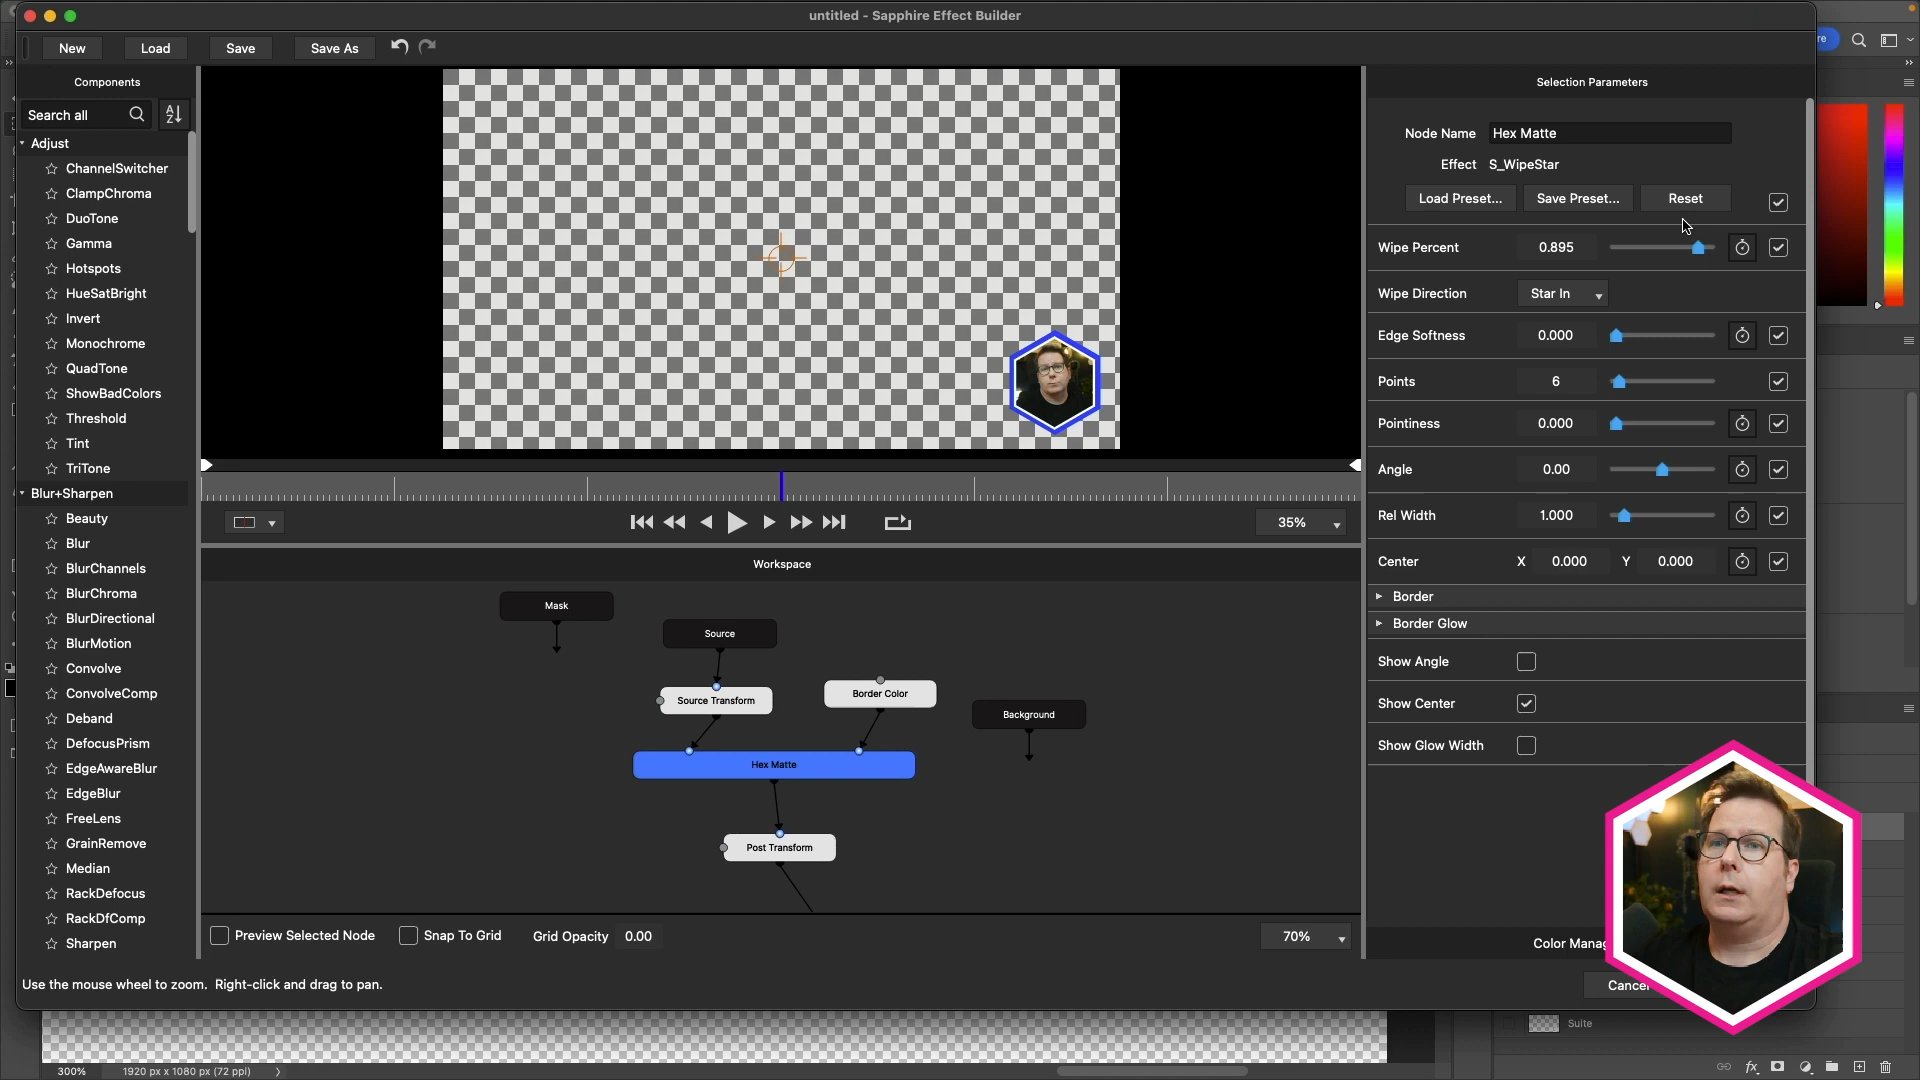 untitled - Sapphire Effect Builder
New
Load
Save
Save As
Components
Search all
Adjust
ChannelSwitcher
ClampChroma
DuoTone
Gamma
Hotspots
HueSatBright
Invert
Monochrome
QuadTone
ShowBadColors
Threshold
Tint
TriTone
Blur+Sharpen
Beauty
Blur
BlurChannels
BlurChroma
BlurDirectional
BlurMotion
Convolve
ConvolveComp
Deband
DefocusPrism
EdgeAwareBlur
EdgeBlur
FreeLens
GrainRemove
Median
RackDefocus
RackDfComp
Sharpen
35%
Workspace
Mask
Source
Source Transform
Border Color
Background
Hex Matte
Post Transform
Preview Selected Node
Snap To Grid
Grid Opacity 0.00
70%
Use the mouse wheel to zoom. Right-click and drag to pan.
Selection Parameters
Node Name Hex Matte
Effect S_WipeStar
Load Preset... Save Preset... Reset
Wipe Percent 0.895
Wipe Direction Star In
Edge Softness 0.000
Points 6
Pointiness 0.000
Angle 0.00
Rel Width 1.000
Center X 0.000 Y 0.000
Border
Border Glow
Show Angle
Show Center
Show Glow Width
Color Manag
Cancel
Suite
300% 1920 px x 1080 px (72 ppi)
fx